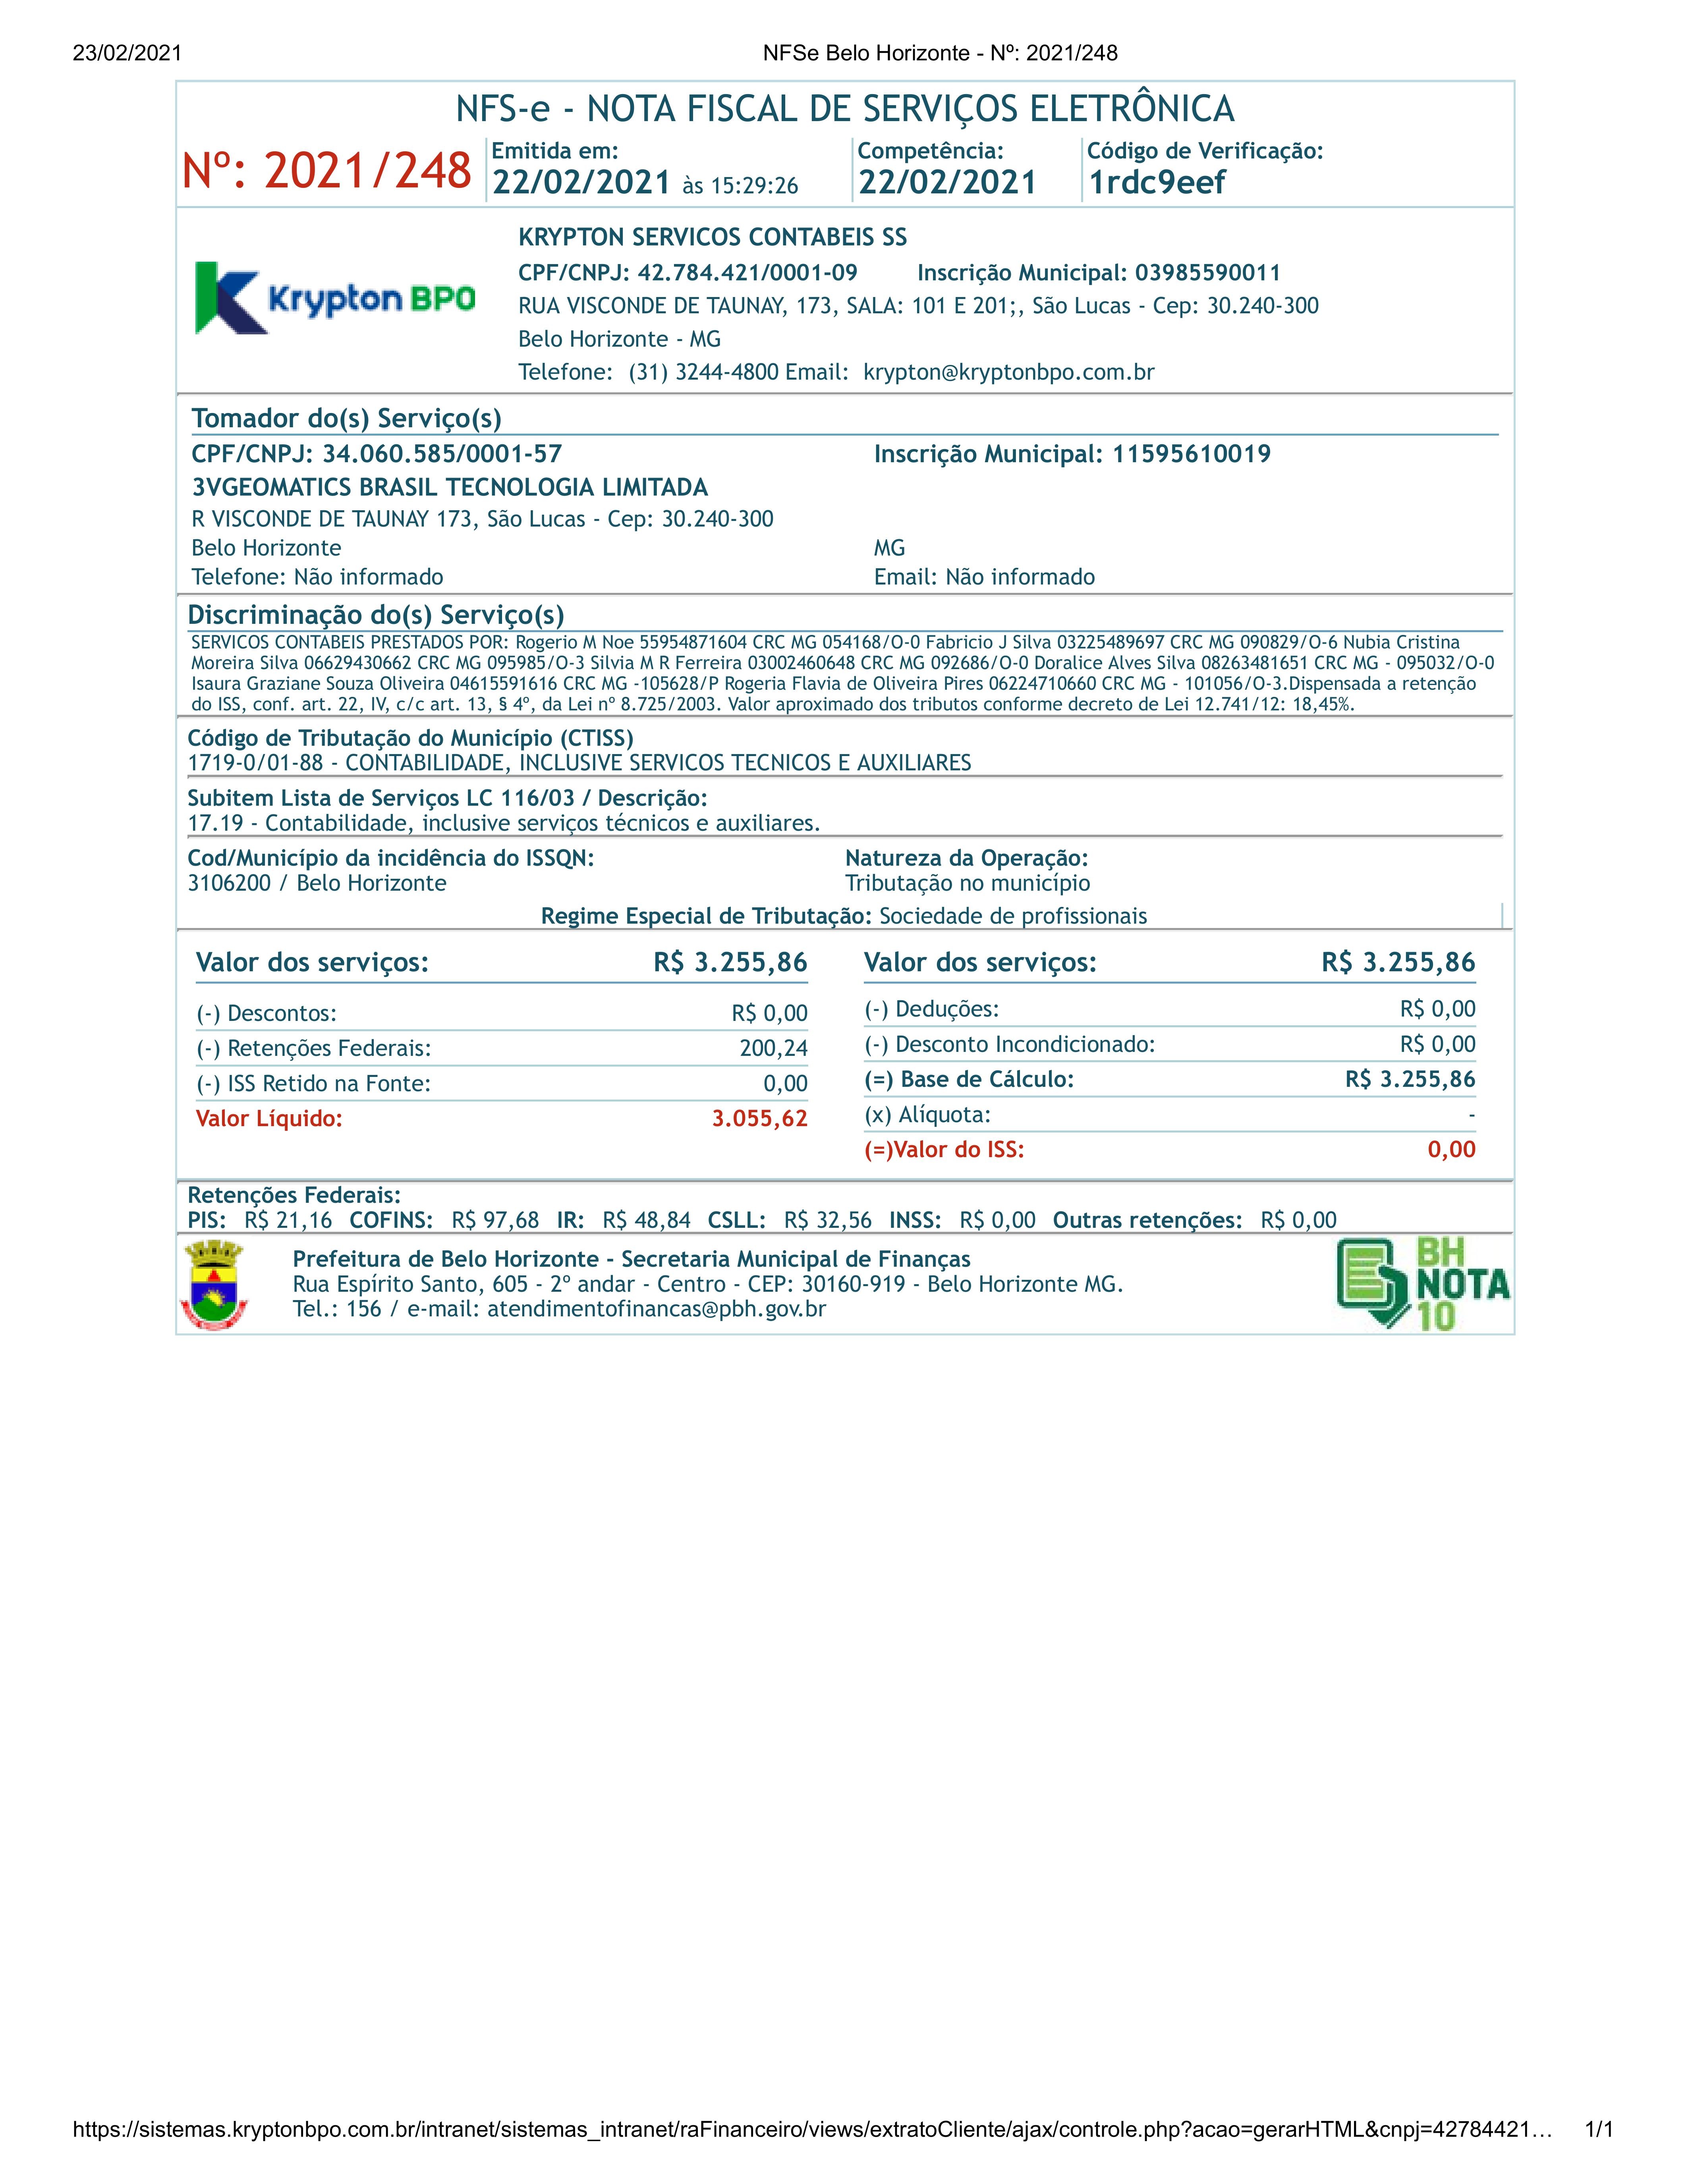 23/02/2021 NFSe Belo Horizonte - Nº: 2021/248
NFS-e - NOTA FISCAL DE SERVIÇOS ELETRÔNICA
Nº: 2021/248
Emitida em:
22/02/2021 às 15:29:26
Competência:
22/02/2021
Código de Verificação:
1rdc9eef
Krypton BPO
KRYPTON SERVICOS CONTABEIS SS
CPF/CNPJ: 42.784.421/0001-09 Inscrição Municipal: 03985590011
RUA VISCONDE DE TAUNAY, 173, SALA: 101 E 201;, São Lucas - Cep: 30.240-300
Belo Horizonte - MG
Telefone: (31) 3244-4800 Email: krypton@kryptonbpo.com.br
Tomador do(s) Serviço(s)
CPF/CNPJ: 34.060.585/0001-57 Inscrição Municipal: 11595610019
3VGEOMATICS BRASIL TECNOLOGIA LIMITADA
R VISCONDE DE TAUNAY 173, São Lucas - Cep: 30.240-300
Belo Horizonte MG
Telefone: Não informado Email: Não informado
Discriminação do(s) Serviço(s)
SERVICOS CONTABEIS PRESTADOS POR: Rogerio M Noe 55954871604 CRC MG 054168/O-0 Fabricio J Silva 03225489697 CRC MG 090829/O-6 Nubia Cristina
Moreira Silva 06629430662 CRC MG 095985/O-3 Silvia M R Ferreira 03002460648 CRC MG 092686/O-0 Doralice Alves Silva 08263481651 CRC MG - 095032/O-0
Isaura Graziane Souza Oliveira 04615591616 CRC MG -105628/P Rogeria Flavia de Oliveira Pires 06224710660 CRC MG - 101056/O-3.Dispensada a retenção
do ISS, conf. art. 22, IV, c/c art. 13, § 4º, da Lei nº 8.725/2003. Valor aproximado dos tributos conforme decreto de Lei 12.741/12: 18,45%.
Código de Tributação do Município (CTISS)
1719-0/01-88 - CONTABILIDADE, INCLUSIVE SERVICOS TECNICOS E AUXILIARES
Subitem Lista de Serviços LC 116/03 / Descrição:
17.19 - Contabilidade, inclusive serviços técnicos e auxiliares.
Cod/Município da incidência do ISSQN: Natureza da Operação:
3106200 / Belo Horizonte Tributação no município
Regime Especial de Tributação: Sociedade de profissionais
Valor dos serviços: R$ 3.255,86
(-) Descontos: R$ 0,00
(-) Retenções Federais: 200,24
(-) ISS Retido na Fonte: 0,00
Valor Líquido: 3.055,62
Valor dos serviços: R$ 3.255,86
(-) Deduções: R$ 0,00
(-) Desconto Incondicionado: R$ 0,00
(=) Base de Cálculo: R$ 3.255,86
(x) Alíquota: -
(=)Valor do ISS: 0,00
Retenções Federais:
PIS: R$ 21,16 COFINS: R$ 97,68 IR: R$ 48,84 CSLL: R$ 32,56 INSS: R$ 0,00 Outras retenções: R$ 0,00
Prefeitura de Belo Horizonte - Secretaria Municipal de Finanças
Rua Espírito Santo, 605 - 2º andar - Centro - CEP: 30160-919 - Belo Horizonte MG.
Tel.: 156 / e-mail: atendimentofinancas@pbh.gov.br
BH
NOTA
10
https://sistemas.kryptonbpo.com.br/intranet/sistemas_intranet/raFinanceiro/views/extratoCliente/ajax/controle.php?acao=gerarHTML&cnpj=42784421… 1/1